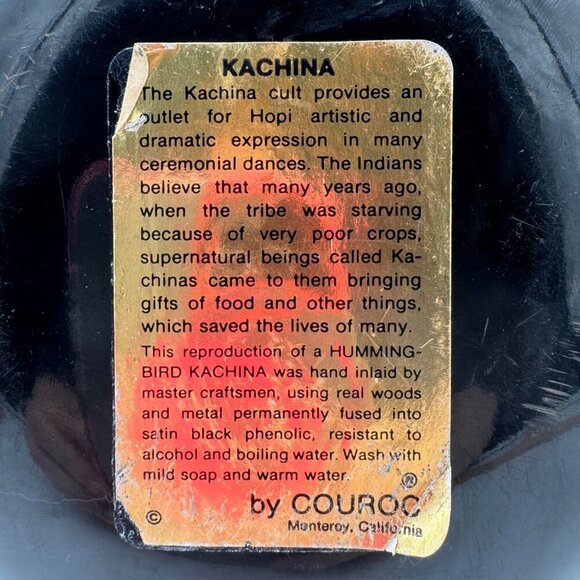 KACHINA
The Kachina cult provides an
outlet for Hopi artistic and
dramatic expression in many
ceremonial dances. The Indians
believe that many years ago,
when the tribe was starving
because of very poor crops,
supernatural beings called Ka-
chinas came to them bringing
gifts of food and other things,
which saved the lives of many.
This reproduction of a HUMMING-
BIRD KACHINA was hand inlaid by
master craftsmen, using real woods
and metal permanently fused into
satin black phenolic, resistant to
alcohol and boiling water. Wash with
mild soap and warm water.
®
by COUROC
© Monterey, California